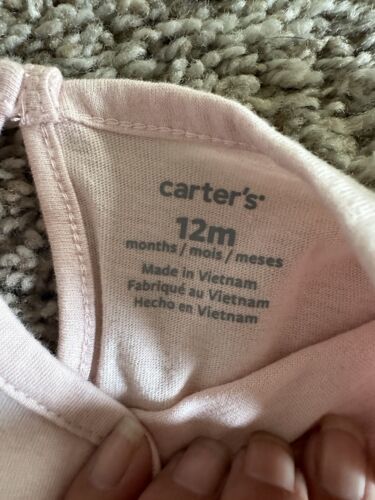 carter's
12m
months / mois / meses
Made in Vietnam
Fabriqué au Vietnam
Hecho en Vietnam